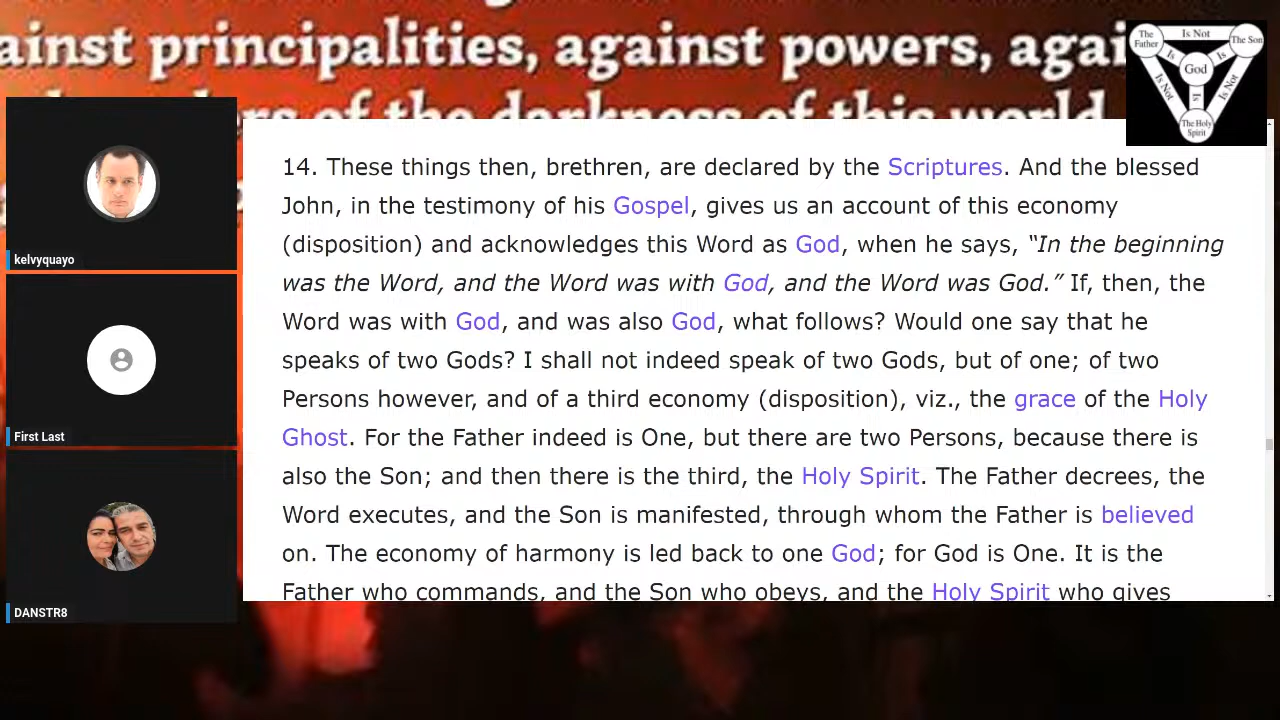 ainst principalities, against powers, agai
of the darkness of this world
The Father
Is Not
The Son
Is
God
Is
Is Not
Is
Is Not
The Holy Spirit
kelvyquayo
First Last
DANSTR8
14. These things then, brethren, are declared by the Scriptures. And the blessed
John, in the testimony of his Gospel, gives us an account of this economy
(disposition) and acknowledges this Word as God, when he says, “In the beginning
was the Word, and the Word was with God, and the Word was God.” If, then, the
Word was with God, and was also God, what follows? Would one say that he
speaks of two Gods? I shall not indeed speak of two Gods, but of one; of two
Persons however, and of a third economy (disposition), viz., the grace of the Holy
Ghost. For the Father indeed is One, but there are two Persons, because there is
also the Son; and then there is the third, the Holy Spirit. The Father decrees, the
Word executes, and the Son is manifested, through whom the Father is believed
on. The economy of harmony is led back to one God; for God is One. It is the
Father who commands, and the Son who obeys, and the Holy Spirit who gives